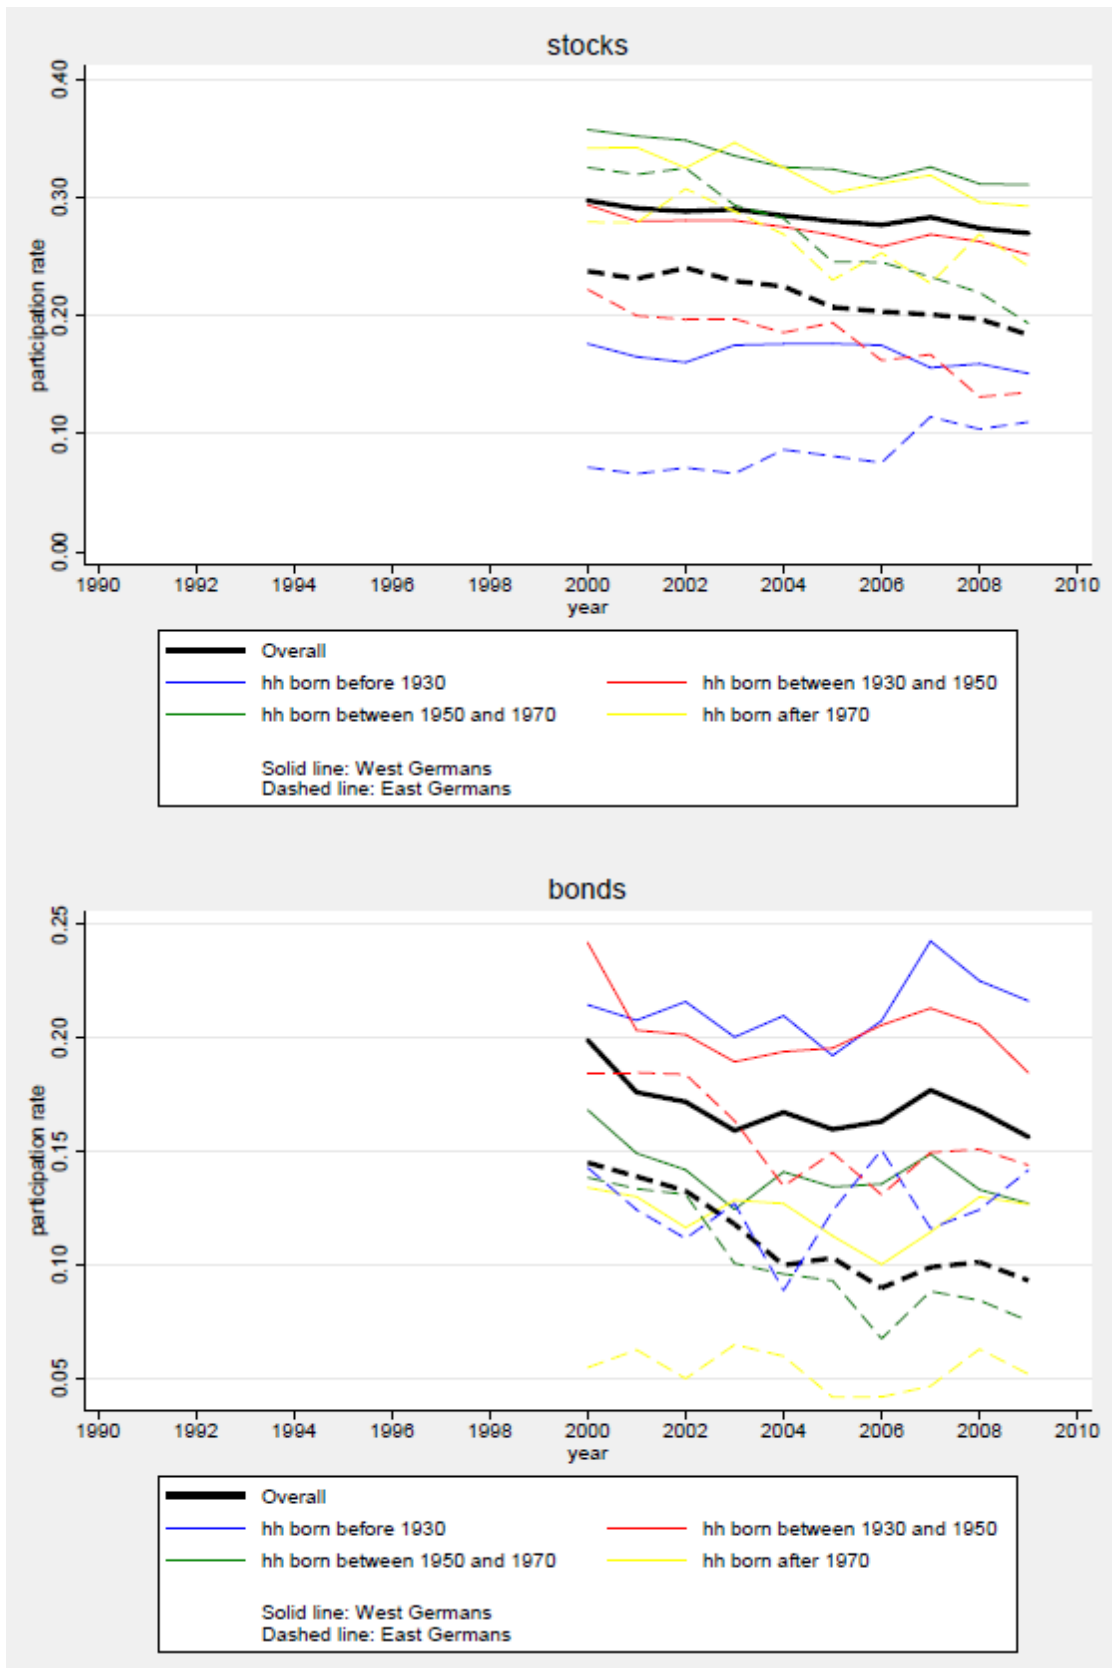 stocks
participation rate
0.40
0.30
0.20
0.10
0.00
1990 1992 1994 1996 1998 2000 2002 2004 2006 2008 2010
year
Overall
hh born before 1930 hh born between 1930 and 1950
hh born between 1950 and 1970 hh born after 1970
Solid line: West Germans
Dashed line: East Germans
bonds
participation rate
0.25
0.20
0.15
0.10
0.05
1990 1992 1994 1996 1998 2000 2002 2004 2006 2008 2010
year
Overall
hh born before 1930 hh born between 1930 and 1950
hh born between 1950 and 1970 hh born after 1970
Solid line: West Germans
Dashed line: East Germans